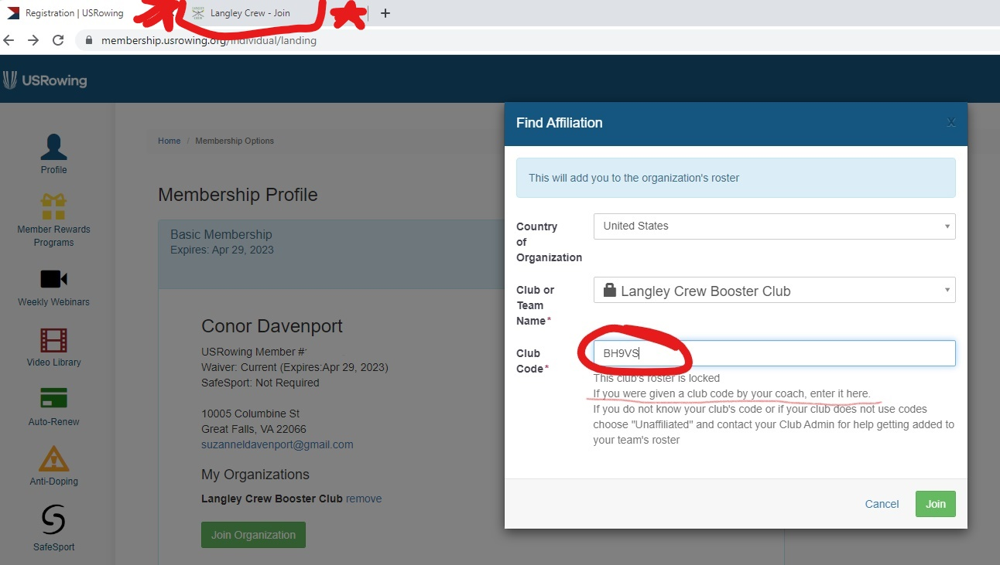 Registration | USRowing
Langley Crew - Join
membership.usrowing.org/individual/landing
USRowing
Profile
Member Rewards
Programs
Weekly Webinars
Video Library
Auto-Renew
Anti-Doping
SafeSport
Home / Membership Options
Membership Profile
Basic Membership
Expires: Apr 29, 2023
Conor Davenport
USRowing Member #:
Waiver: Current (Expires:Apr 29, 2023)
SafeSport: Not Required
10005 Columbine St
Great Falls, VA 22066
suzanneldavenport@gmail.com
My Organizations
Langley Crew Booster Club remove
Join Organization
Find Affiliation
X
This will add you to the organization's roster
Country
of
Organization
United States
Club or
Team
Name*
Langley Crew Booster Club
Club
Code*
BH9VS
This club's roster is locked
If you were given a club code by your coach, enter it here.
If you do not know your club's code or if your club does not use codes
choose "Unaffiliated" and contact your Club Admin for help getting added to
your team's roster
Cancel
Join